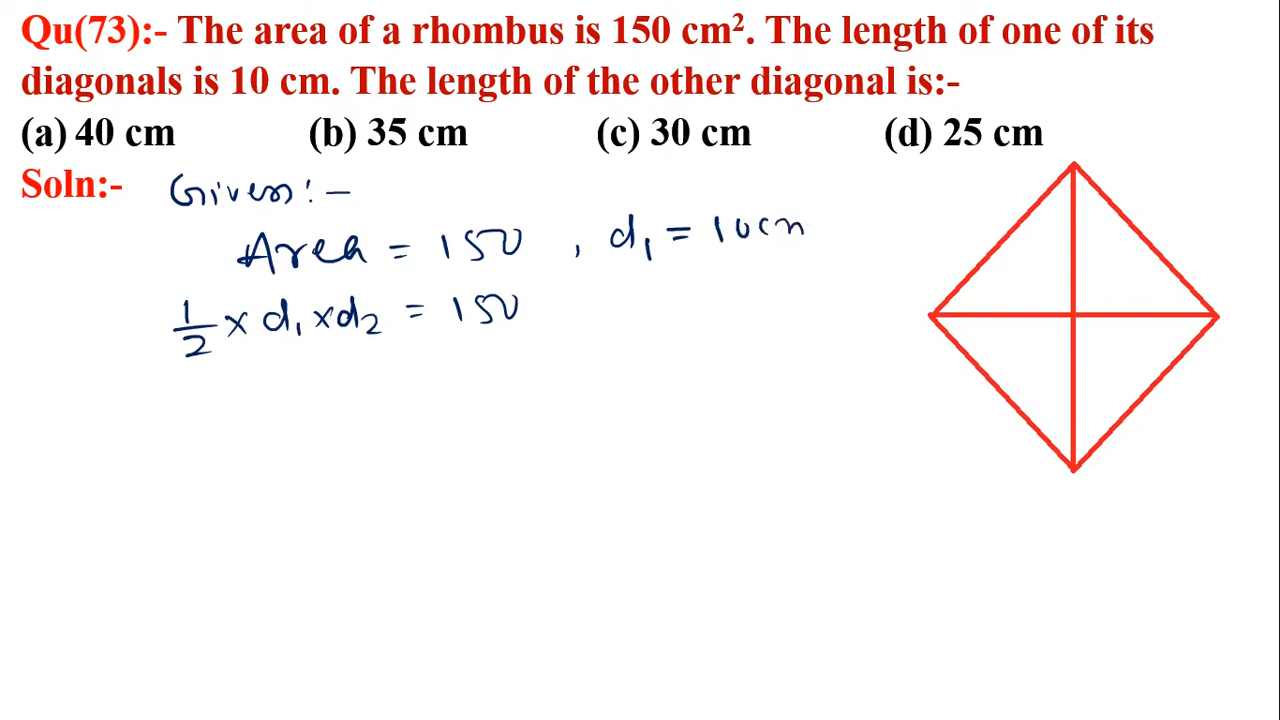 Qu(73):- The area of a rhombus is 150 cm². The length of one of its
diagonals is 10 cm. The length of the other diagonal is:-
(a) 40 cm (b) 35 cm (c) 30 cm (d) 25 cm
Soln:- Given:-
Area = 150 , d₁ = 10cm
1/2 × d₁ × d₂ = 150